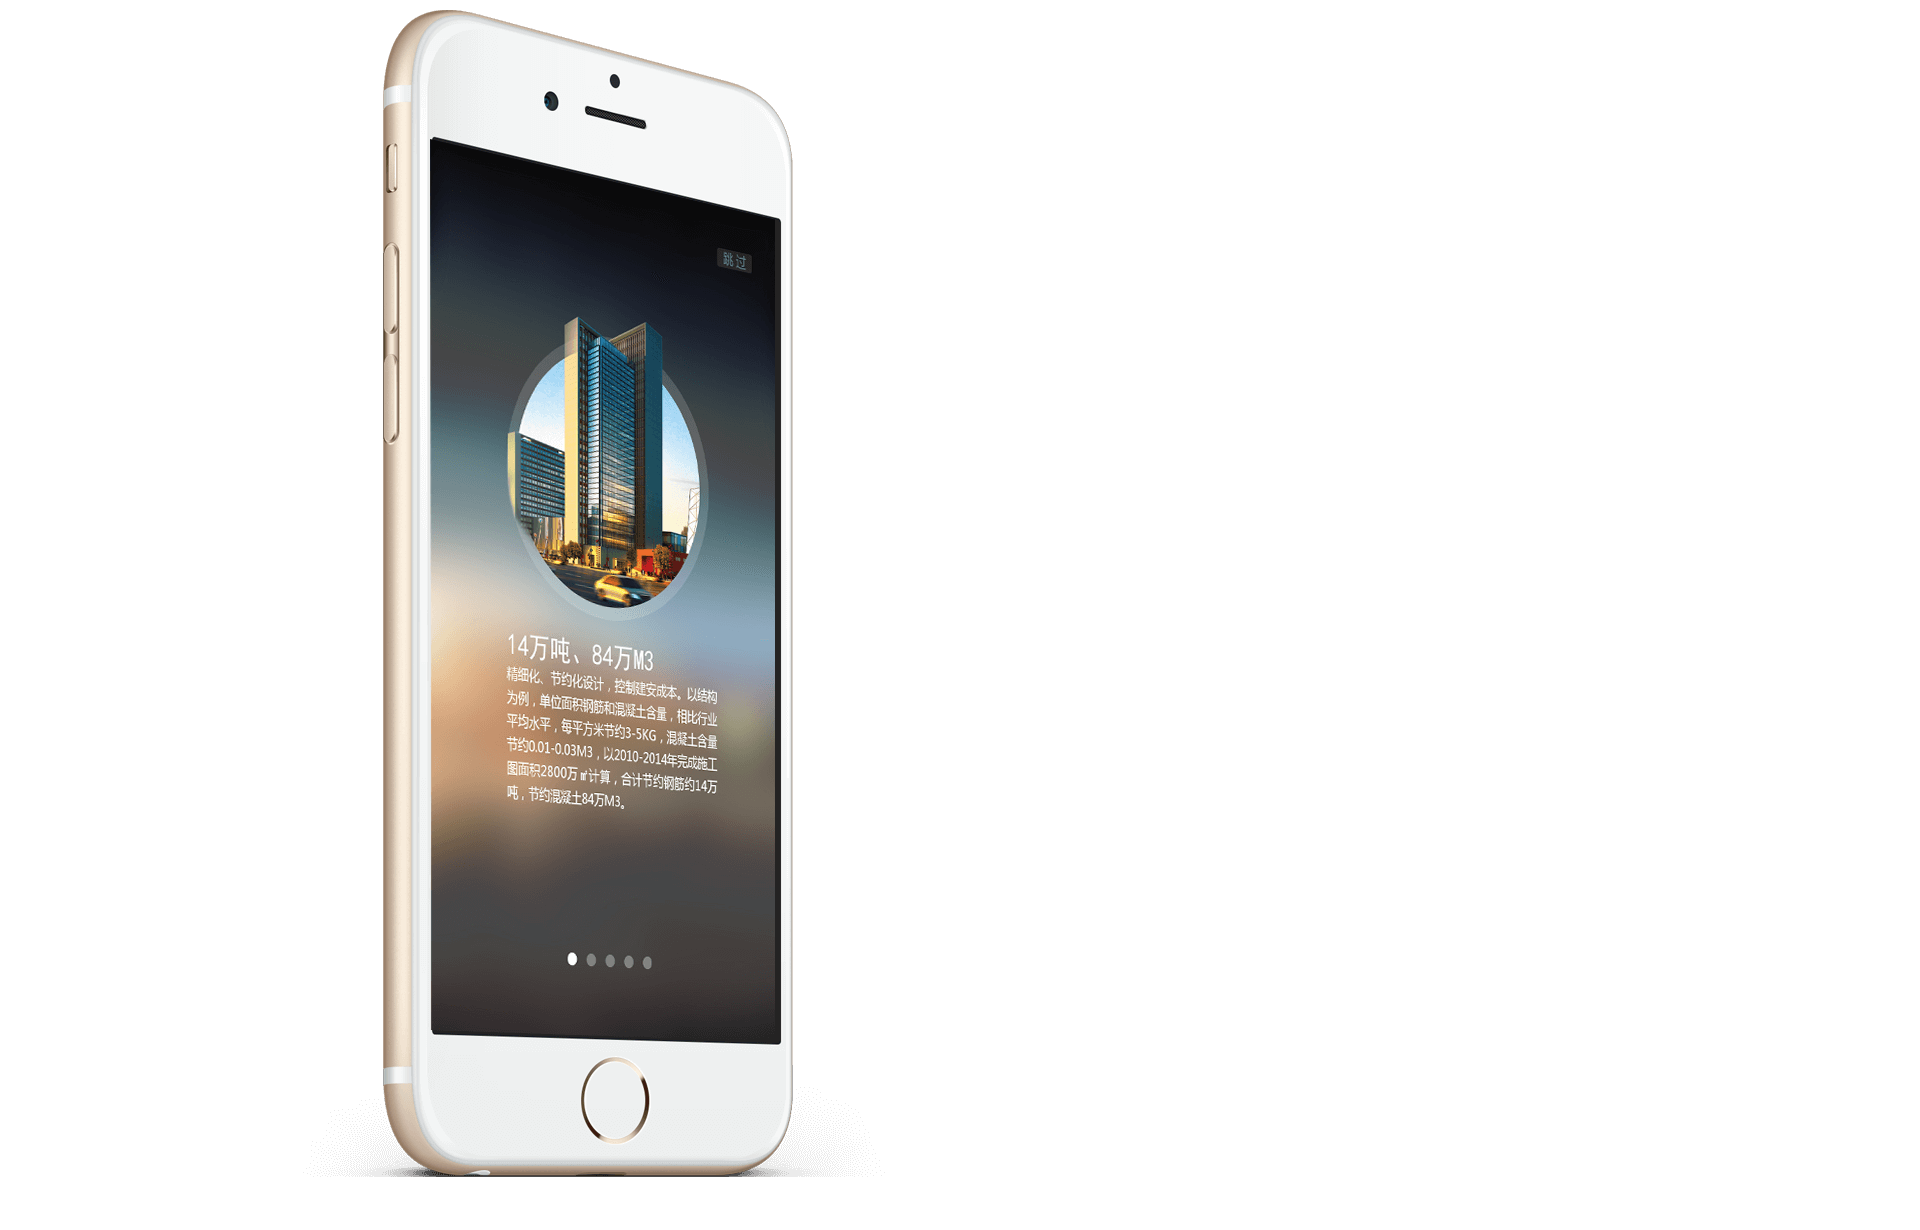 跳过
14万吨、84万M3
精细化、节约化设计，控制建安成本。以结构
为例，单位面积钢筋和混凝土含量，相比行业
平均水平，每平方米节约3-5KG，混凝土含量
节约0.01-0.03M3，以2010-2014年完成施工
图面积2800万㎡计算，合计节约钢筋约14万
吨，节约混凝土84万M3。